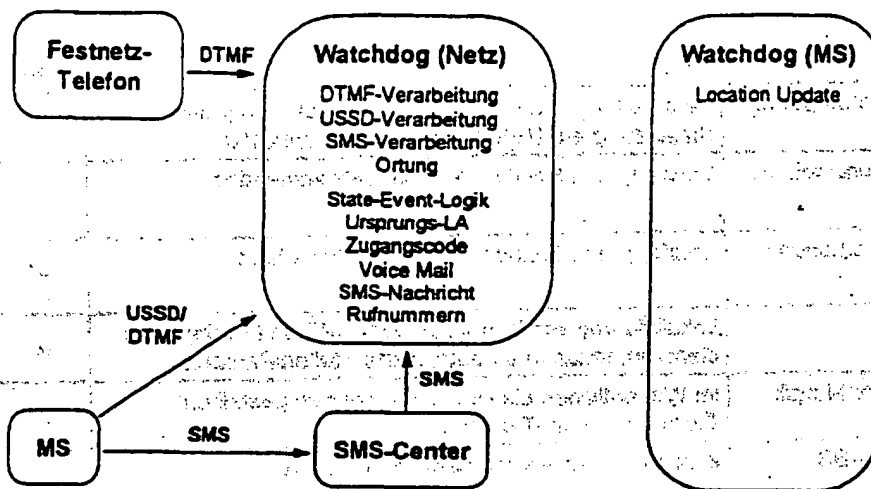 Festnetz-
Telefon
DTMF
Watchdog (Netz)
DTMF-Verarbeitung
USSD-Verarbeitung
SMS-Verarbeitung
Ortung
State-Event-Logik
Ursprungs-LA
Zugangscode
Voice Mail
SMS-Nachricht
Rufnummern
Watchdog (MS)
Location Update
USSD/
DTMF
SMS
MS
SMS
SMS-Center